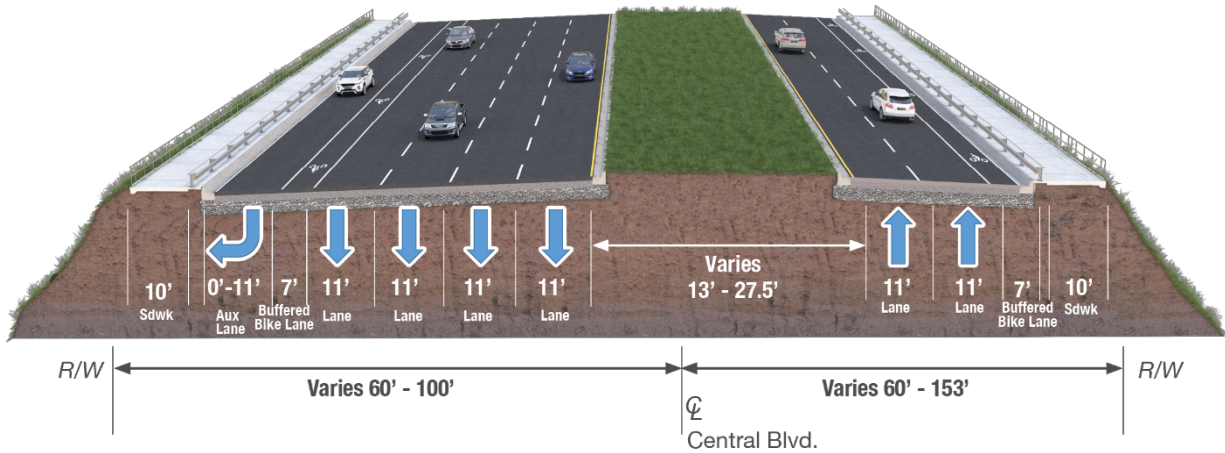 10’
Sdwk
0’-11’
Aux
Lane
7’
Buffered
Bike Lane
11’
Lane
11’
Lane
11’
Lane
11’
Lane
Varies
13’ - 27.5’
11’
Lane
11’
Lane
7’
Buffered
Bike Lane
10’
Sdwk
R/W
Varies 60’ - 100’
Varies 60’ - 153’
R/W
℄
Central Blvd.